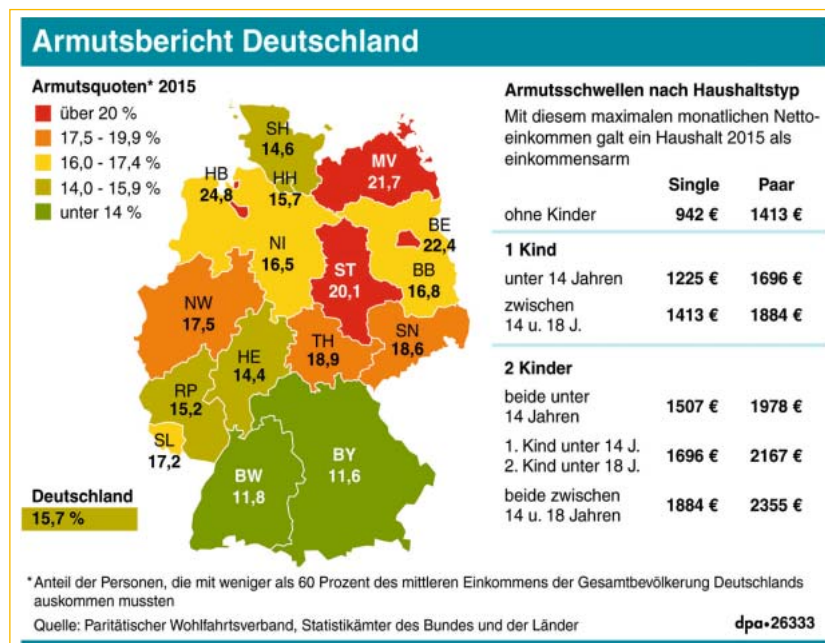 Armutsbericht Deutschland
Armutsquoten* 2015
über 20 %
17,5 - 19,9 %
16,0 - 17,4 %
14,0 - 15,9 %
unter 14 %
SH
14,6
MV
21,7
HB
24,8
HH
15,7
BE
22,4
NI
16,5
ST
20,1
BB
16,8
NW
17,5
TH
18,9
SN
18,6
HE
14,4
RP
15,2
SL
17,2
BW
11,8
BY
11,6
Deutschland
15,7 %
Armutsschwellen nach Haushaltstyp
Mit diesem maximalen monatlichen Netto-
einkommen galt ein Haushalt 2015 als
einkommensarm
Single Paar
ohne Kinder 942 € 1413 €
1 Kind
unter 14 Jahren 1225 € 1696 €
zwischen
14 u. 18 J. 1413 € 1884 €
2 Kinder
beide unter
14 Jahren 1507 € 1978 €
1. Kind unter 14 J.
2. Kind unter 18 J. 1696 € 2167 €
beide zwischen
14 u. 18 Jahren 1884 € 2355 €
*Anteil der Personen, die mit weniger als 60 Prozent des mittleren Einkommens der Gesamtbevölkerung Deutschlands
auskommen mussten
Quelle: Paritätischer Wohlfahrtsverband, Statistikämter des Bundes und der Länder
dpa•26333